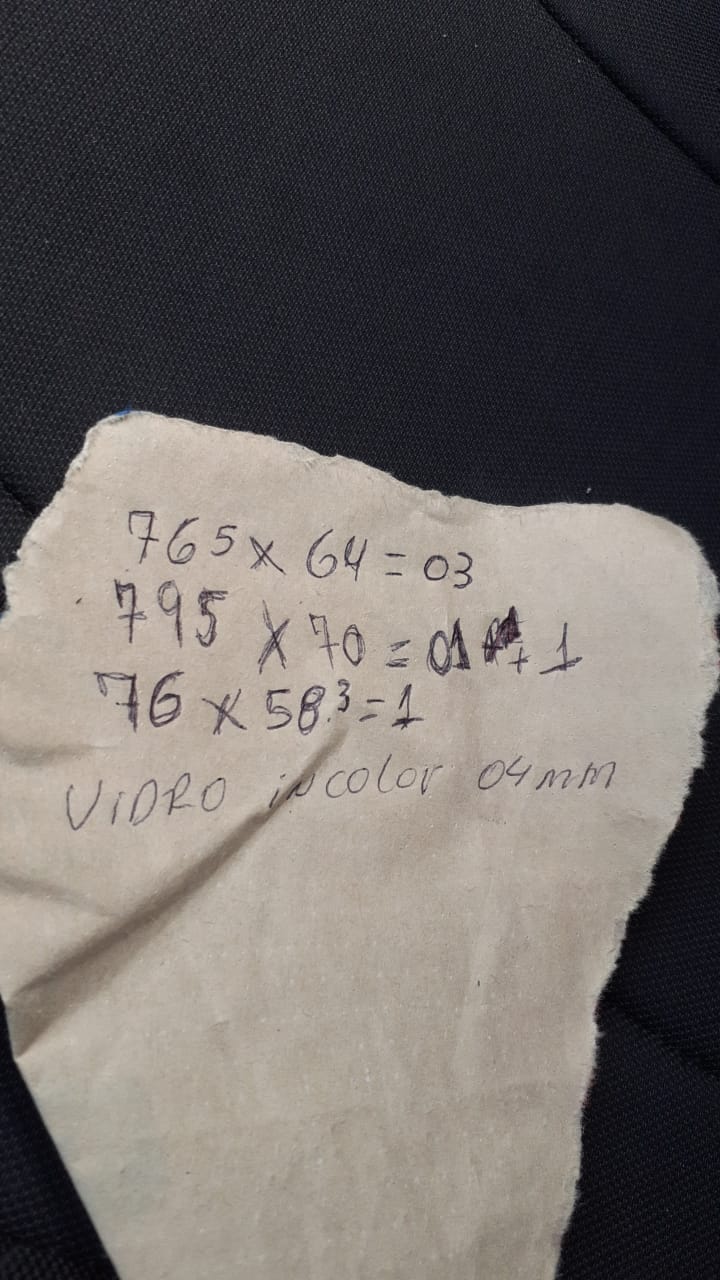 765 x 64 = 03
795 x 70 = 01 + 1
76 x 58.3 = 1
VIDRO incolor 04mm